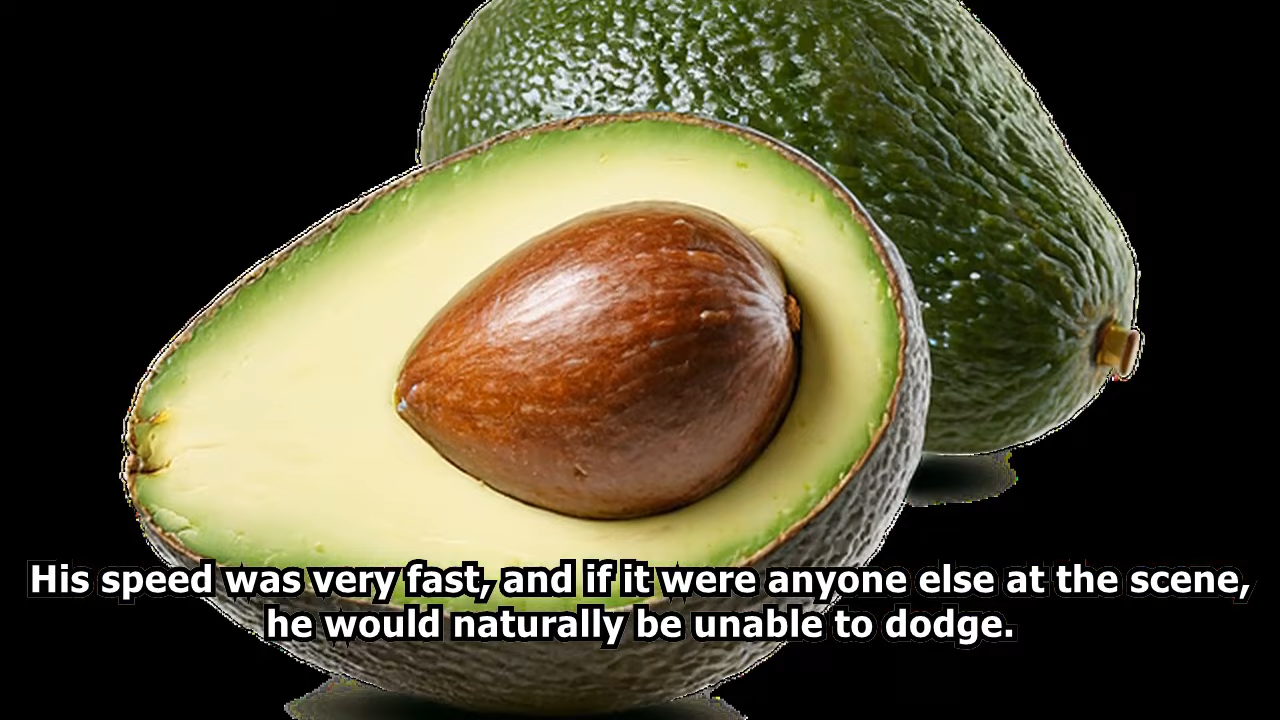 His speed was very fast, and if it were anyone else at the scene,
he would naturally be unable to dodge.